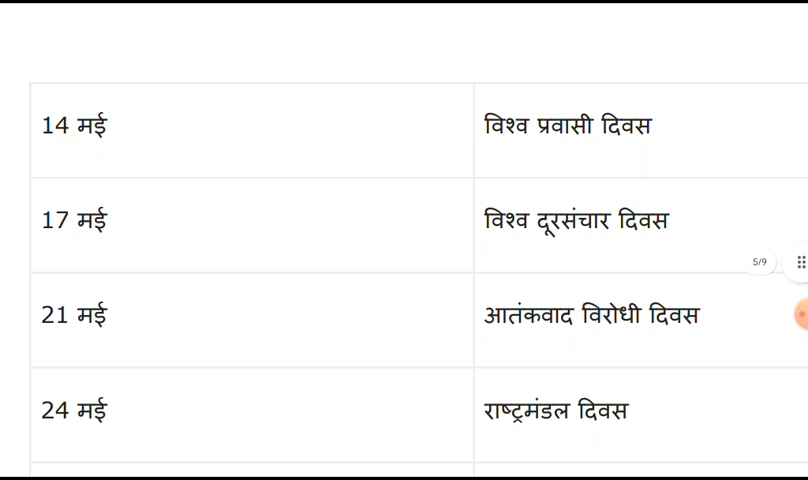 14 मई विश्व प्रवासी दिवस
17 मई विश्व दूरसंचार दिवस
5/9
21 मई आतंकवाद विरोधी दिवस
24 मई राष्ट्रमंडल दिवस